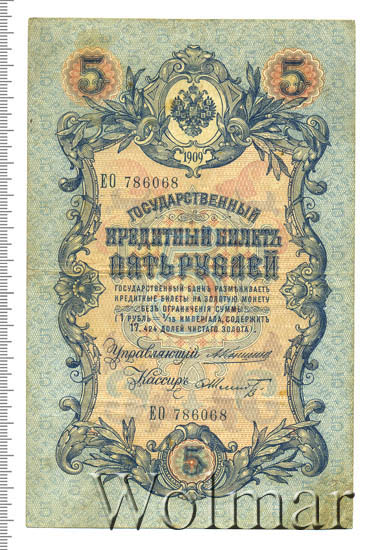 5 5
1909
ЕО 786068
ГОСУДАРСТВЕННЫЙ
КРЕДИТНЫЙ БИЛЕТЪ
ПЯТЬ РУБЛЕЙ
ГОСУДАРСТВЕННЫЙ БАНКЪ РАЗМѢНИВАЕТЪ
КРЕДИТНЫЕ БИЛЕТЫ НА ЗОЛОТУЮ МОНЕТУ
БЕЗЪ ОГРАНИЧЕНІЯ СУММЫ
(1 РУБЛЬ = 1/15 ИМПЕРІАЛА, СОДЕРЖИТЪ
17,424 ДОЛЕЙ ЧИСТАГО ЗОЛОТА).
Управляющій
Кассиръ
ЕО 786068
5
Wolmar